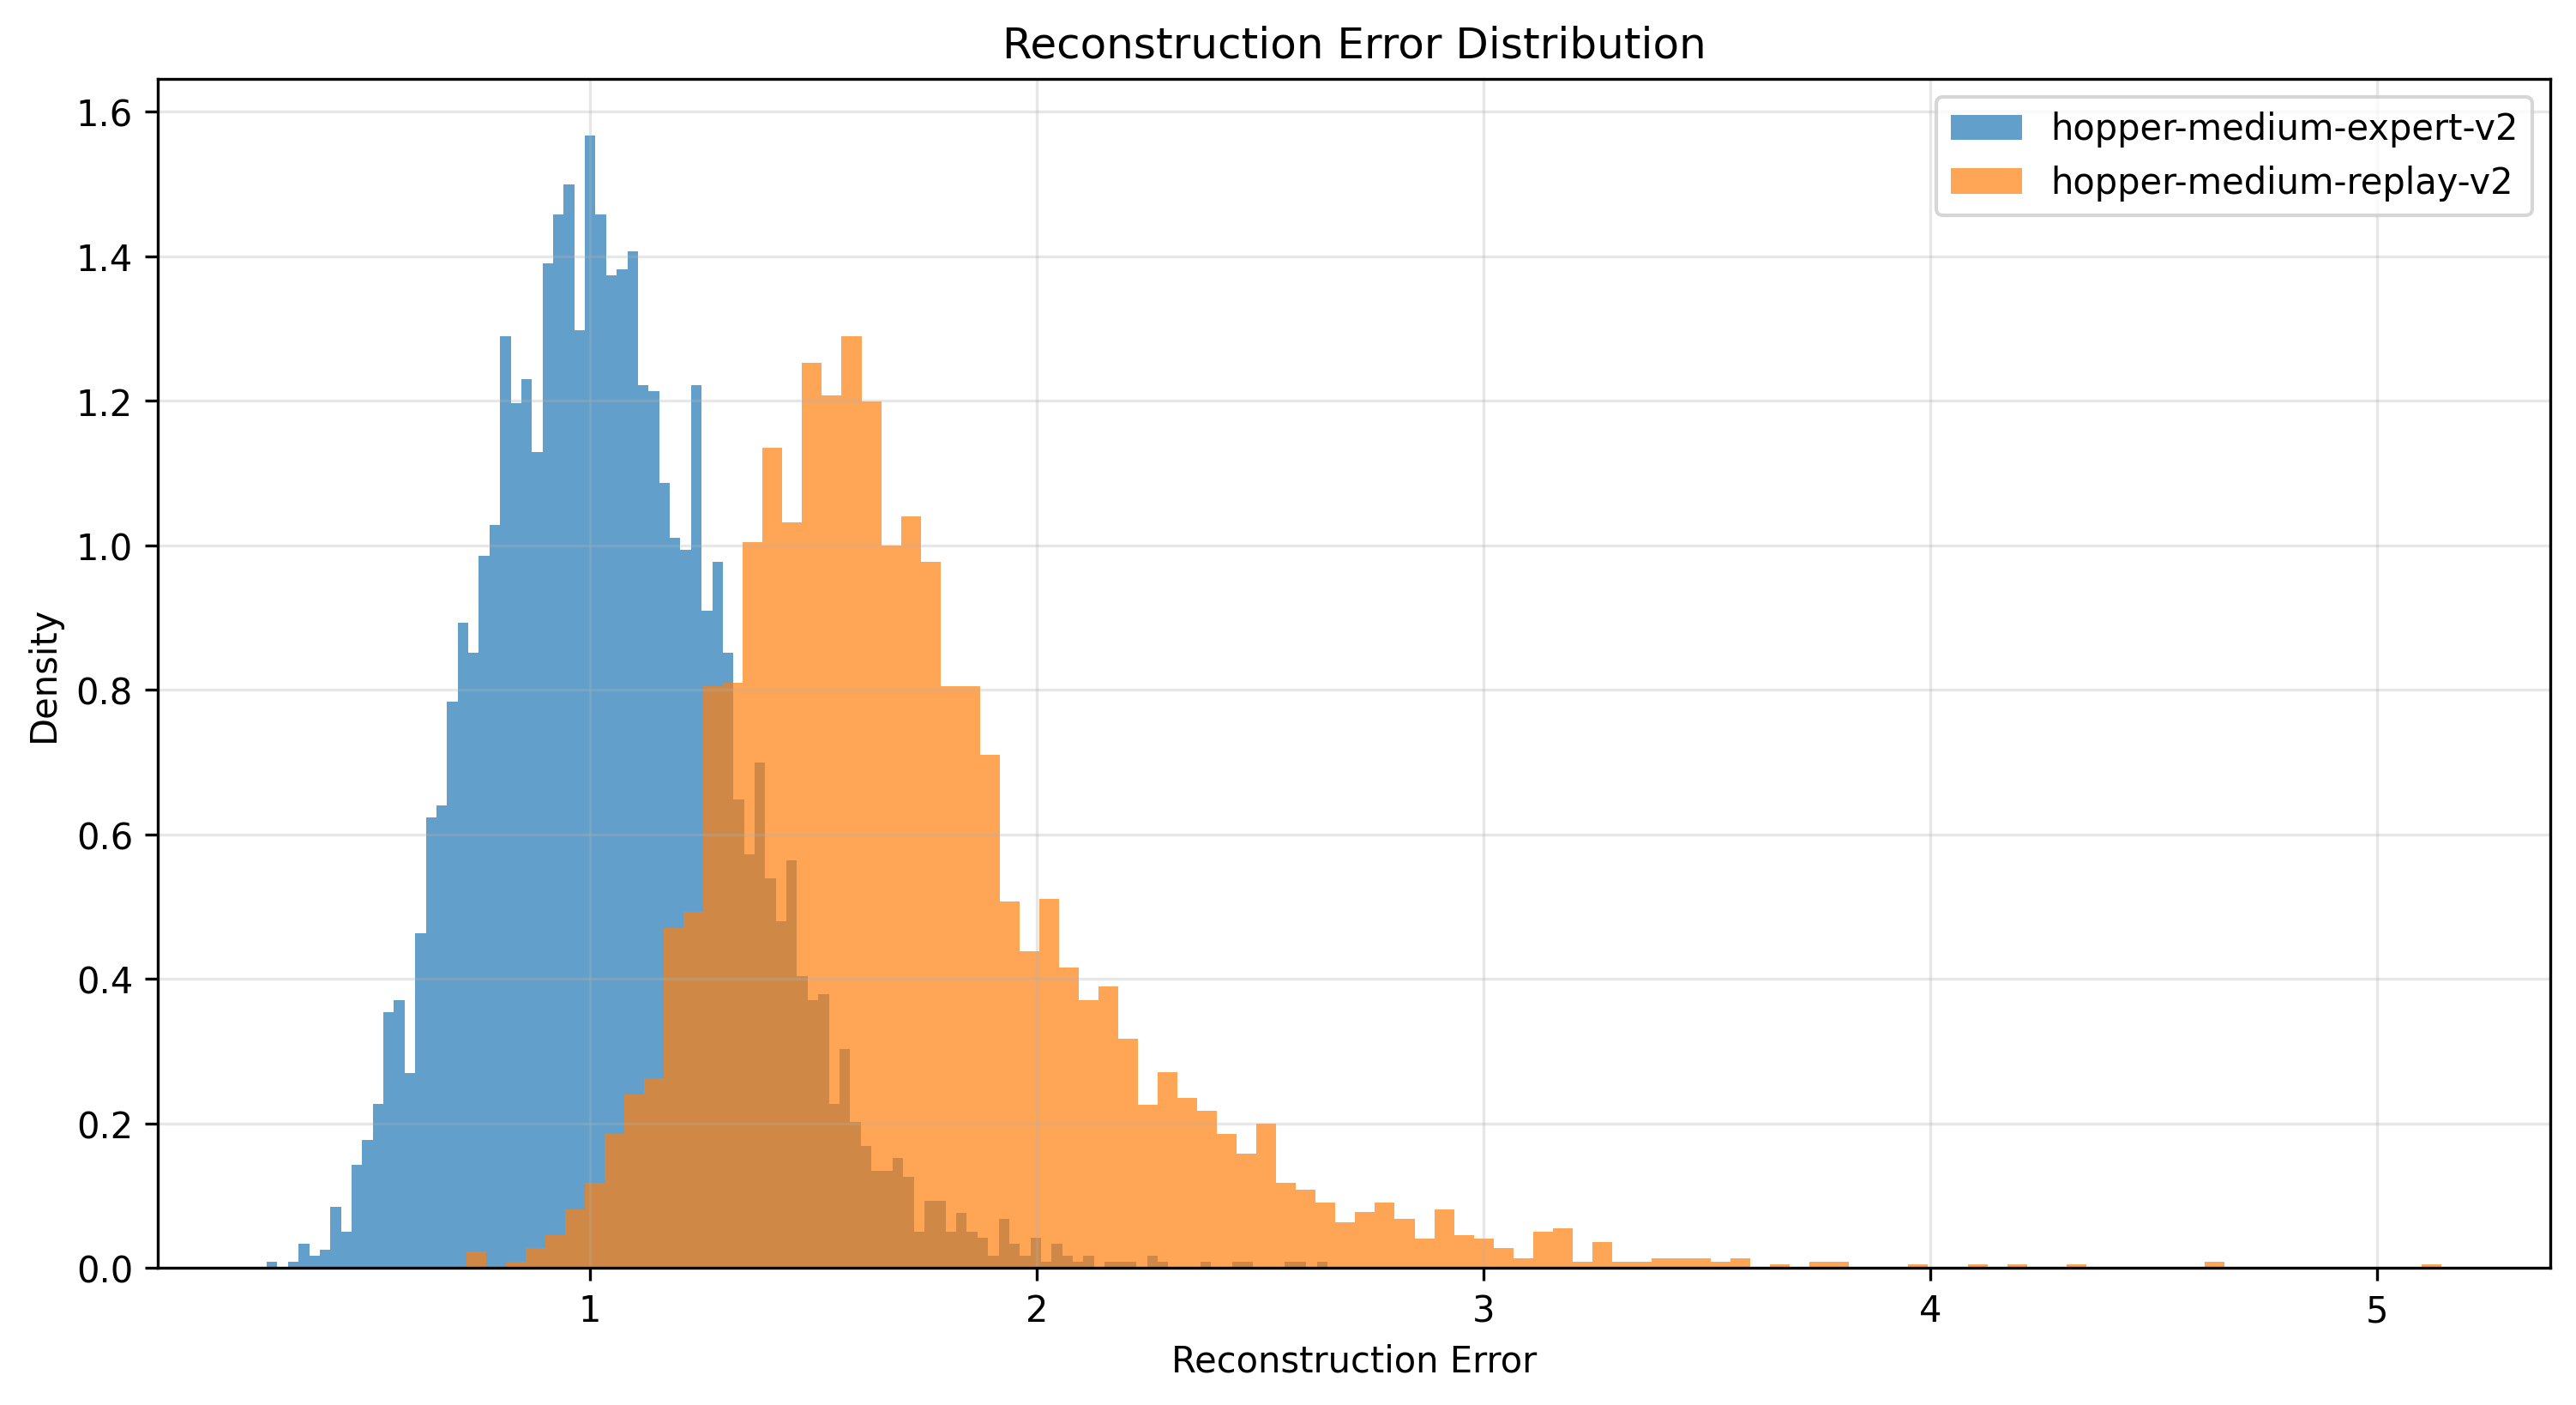 Reconstruction Error Distribution
hopper-medium-expert-v2
hopper-medium-replay-v2
Density
1.6
1.4
1.2
1.0
0.8
0.6
0.4
0.2
0.0
1 2 3 4 5
Reconstruction Error